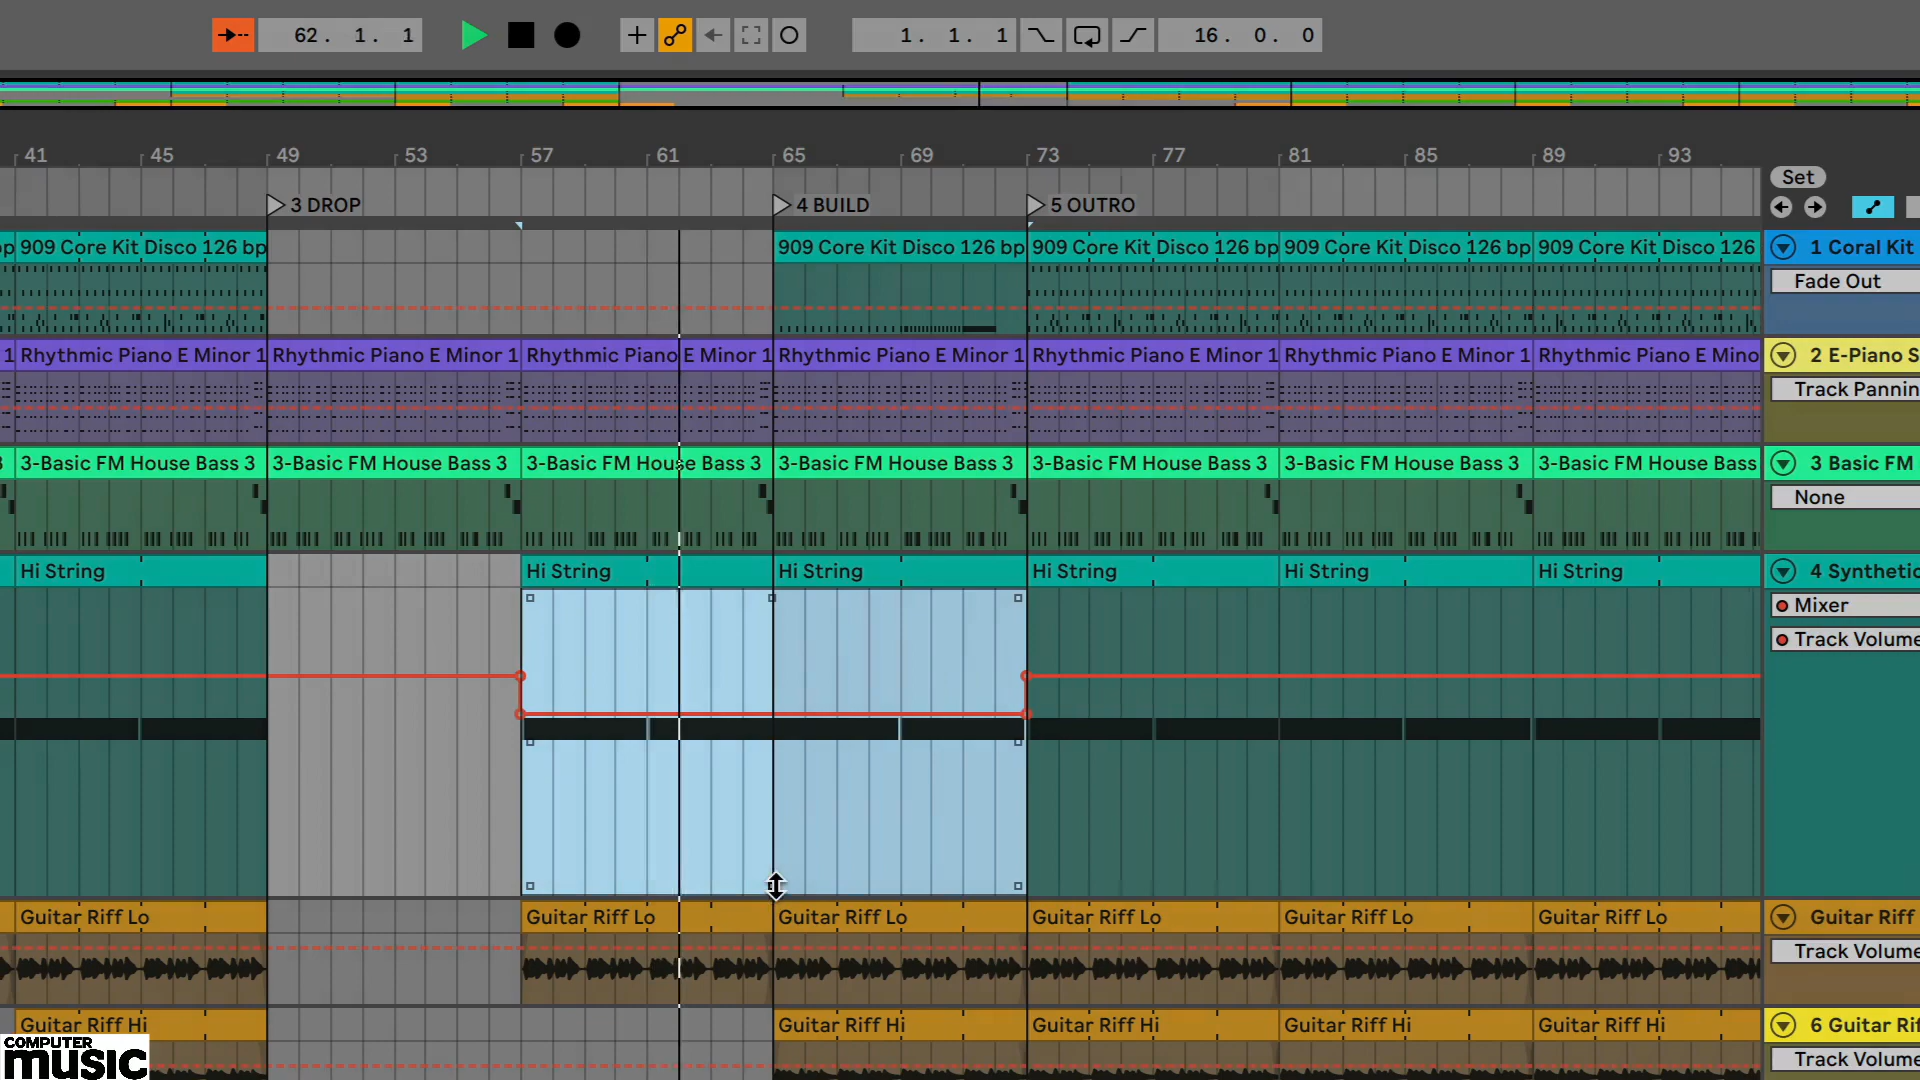 62. 1. 1
1. 1. 1
16. 0. 0
41 45 49 53 57 61 65 69 73 77 81 85 89 93
Set
3 DROP
4 BUILD
5 OUTRO
909 Core Kit Disco 126 bp
909 Core Kit Disco 126 bp
909 Core Kit Disco 126 bp
909 Core Kit Disco 126 bp
909 Core Kit Disco 126
1 Coral Kit
Fade Out
1 Rhythmic Piano E Minor 1
Rhythmic Piano E Minor 1
Rhythmic Piano E Minor 1
Rhythmic Piano E Minor 1
Rhythmic Piano E Minor 1
Rhythmic Piano E Minor 1
Rhythmic Piano E Mino
2 E-Piano S
Track Pannin
3 3-Basic FM House Bass 3
3-Basic FM House Bass 3
3-Basic FM House Bass 3
3-Basic FM House Bass 3
3-Basic FM House Bass 3
3-Basic FM House Bass 3
3-Basic FM House Bass
3 Basic FM
None
Hi String
Hi String
Hi String
Hi String
Hi String
Hi String
4 Synthetic
Mixer
Track Volume
Guitar Riff Lo
Guitar Riff Lo
Guitar Riff Lo
Guitar Riff Lo
Guitar Riff Lo
Guitar Riff Lo
Guitar Riff
Track Volume
Guitar Riff Hi
Guitar Riff Hi
Guitar Riff Hi
Guitar Riff Hi
Guitar Riff Hi
6 Guitar Rif
Track Volume
COMPUTER
MUSIC